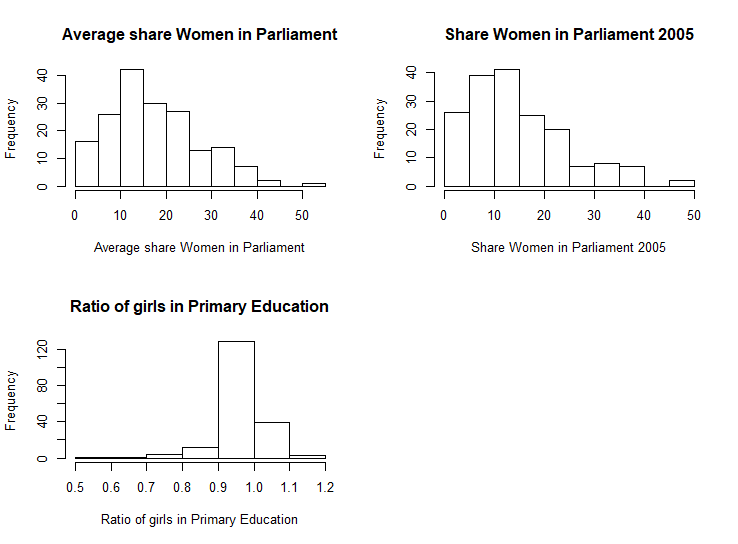 Average share Women in Parliament
Frequency
0 10 20 30 40
0 10 20 30 40 50
Average share Women in Parliament
Share Women in Parliament 2005
Frequency
0 10 20 30 40
0 10 20 30 40 50
Share Women in Parliament 2005
Ratio of girls in Primary Education
Frequency
0 40 80 120
0.5 0.6 0.7 0.8 0.9 1.0 1.1 1.2
Ratio of girls in Primary Education